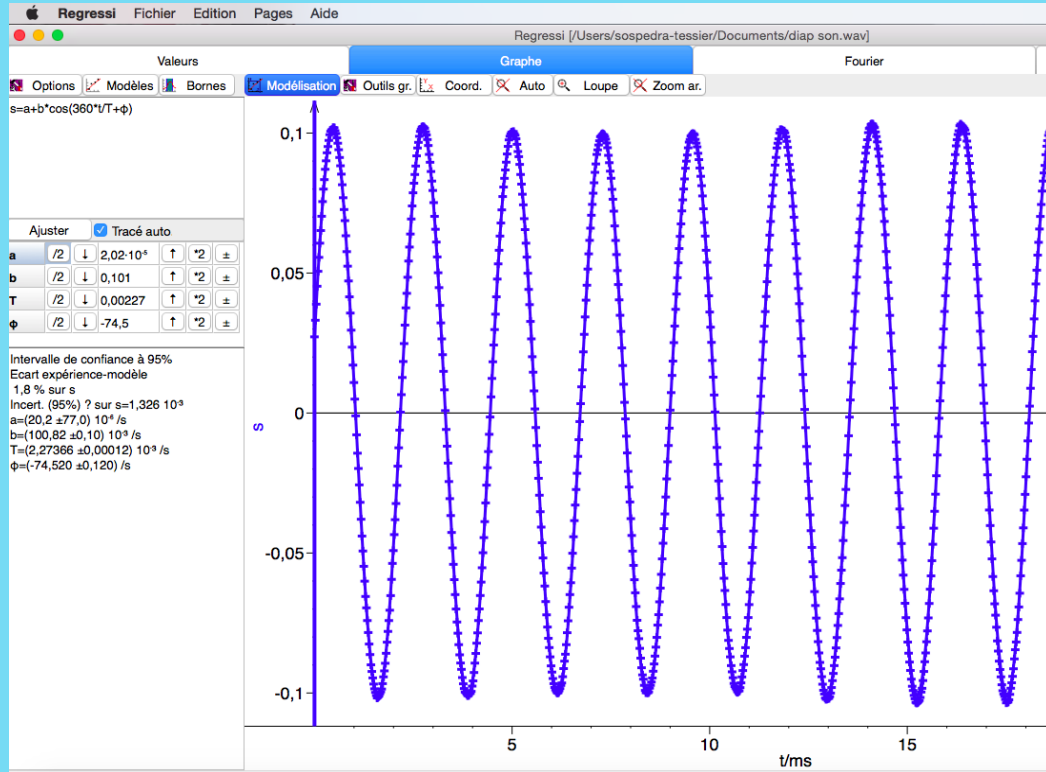 Regressi Fichier Edition Pages Aide
Regressi [/Users/sospedra-tessier/Documents/diap son.wav]
Valeurs Graphe Fourier
Options Modèles Bornes Modélisation Outils gr. Coord. Auto Loupe Zoom ar.
s=a+b*cos(360*t/T+ϕ)
Ajuster Tracé auto
a /2 ↓ 2,02·10⁻⁵ ↑ *2 ±
b /2 ↓ 0,101 ↑ *2 ±
T /2 ↓ 0,00227 ↑ *2 ±
ϕ /2 ↓ -74,5 ↑ *2 ±
Intervalle de confiance à 95%
Ecart expérience-modèle
1,8 % sur s
Incert. (95%) ? sur s=1,326 10⁻³
a=(20,2 ±77,0) 10⁻⁶ /s
b=(100,82 ±0,10) 10⁻³ /s
T=(2,27366 ±0,00012) 10⁻³ /s
ϕ=(-74,520 ±0,120) /s
0,1
0,05
0
s
-0,05
-0,1
5 10 15
t/ms